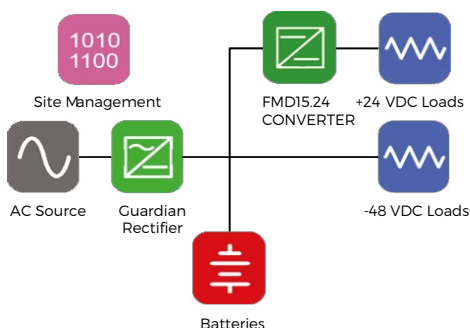 1010
1100
Site Management
FMD15.24
CONVERTER
+24 VDC Loads
AC Source
Guardian
Rectifier
-48 VDC Loads
Batteries